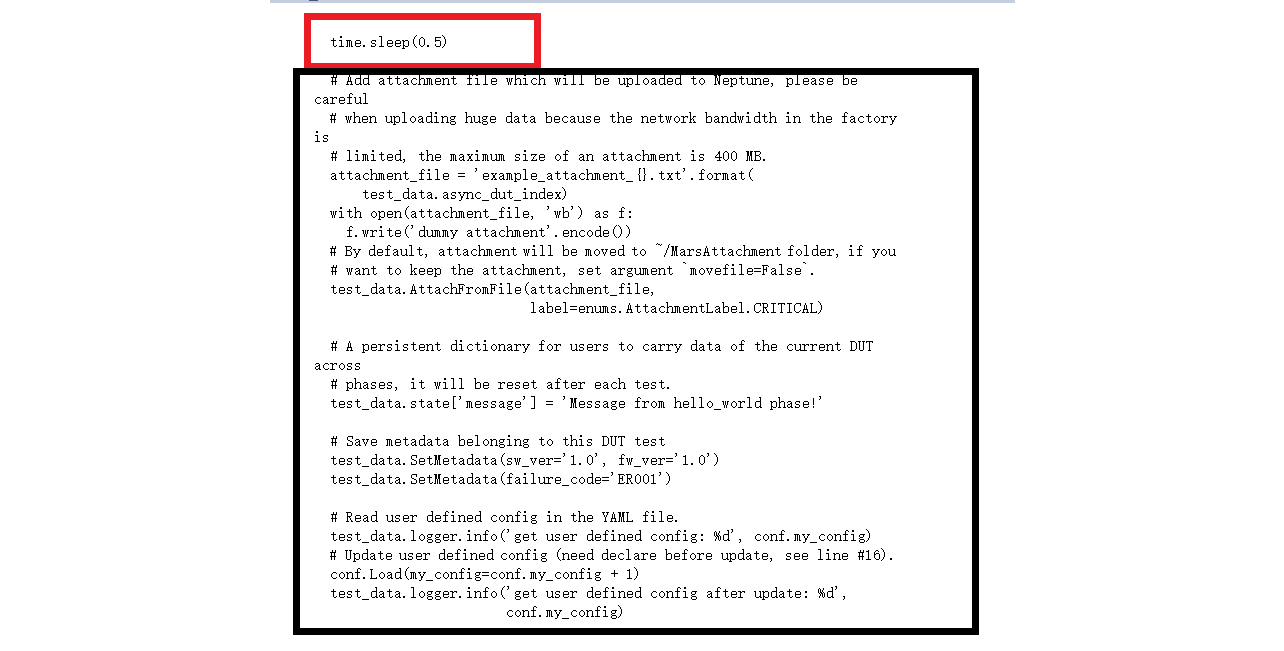 time.sleep(0.5)
# Add attachment file which will be uploaded to Neptune, please be
careful
# when uploading huge data because the network bandwidth in the factory
is
# limited, the maximum size of an attachment is 400 MB.
attachment_file = 'example_attachment_{}.txt'.format(
test_data.async_dut_index)
with open(attachment_file, 'wb') as f:
f.write('dummy attachment'.encode())
# By default, attachment will be moved to ~/MarsAttachment folder, if you
# want to keep the attachment, set argument `movefile=False`.
test_data.AttachFromFile(attachment_file,
label=enums.AttachmentLabel.CRITICAL)
# A persistent dictionary for users to carry data of the current DUT
across
# phases, it will be reset after each test.
test_data.state['message'] = 'Message from hello_world phase!'
# Save metadata belonging to this DUT test
test_data.SetMetadata(sw_ver='1.0', fw_ver='1.0')
test_data.SetMetadata(failure_code='ER001')
# Read user defined config in the YAML file.
test_data.logger.info('get user defined config: %d', conf.my_config)
# Update user defined config (need declare before update, see line #16).
conf.Load(my_config=conf.my_config + 1)
test_data.logger.info('get user defined config after update: %d',
conf.my_config)